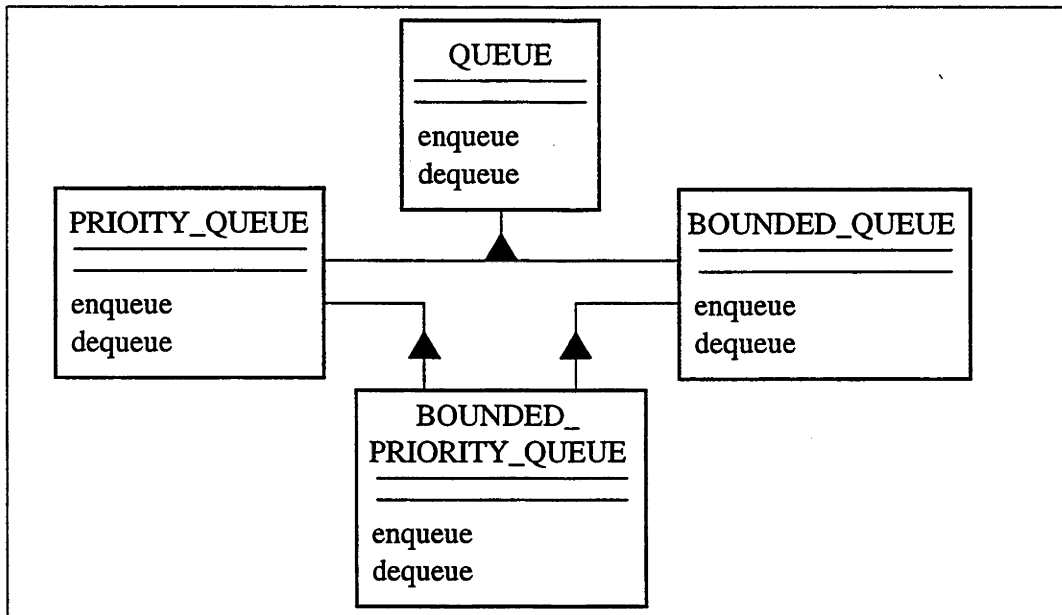 QUEUE
enqueue
dequeue
PRIOITY_QUEUE
enqueue
dequeue
BOUNDED_QUEUE
enqueue
dequeue
BOUNDED_
PRIORITY_QUEUE
enqueue
dequeue